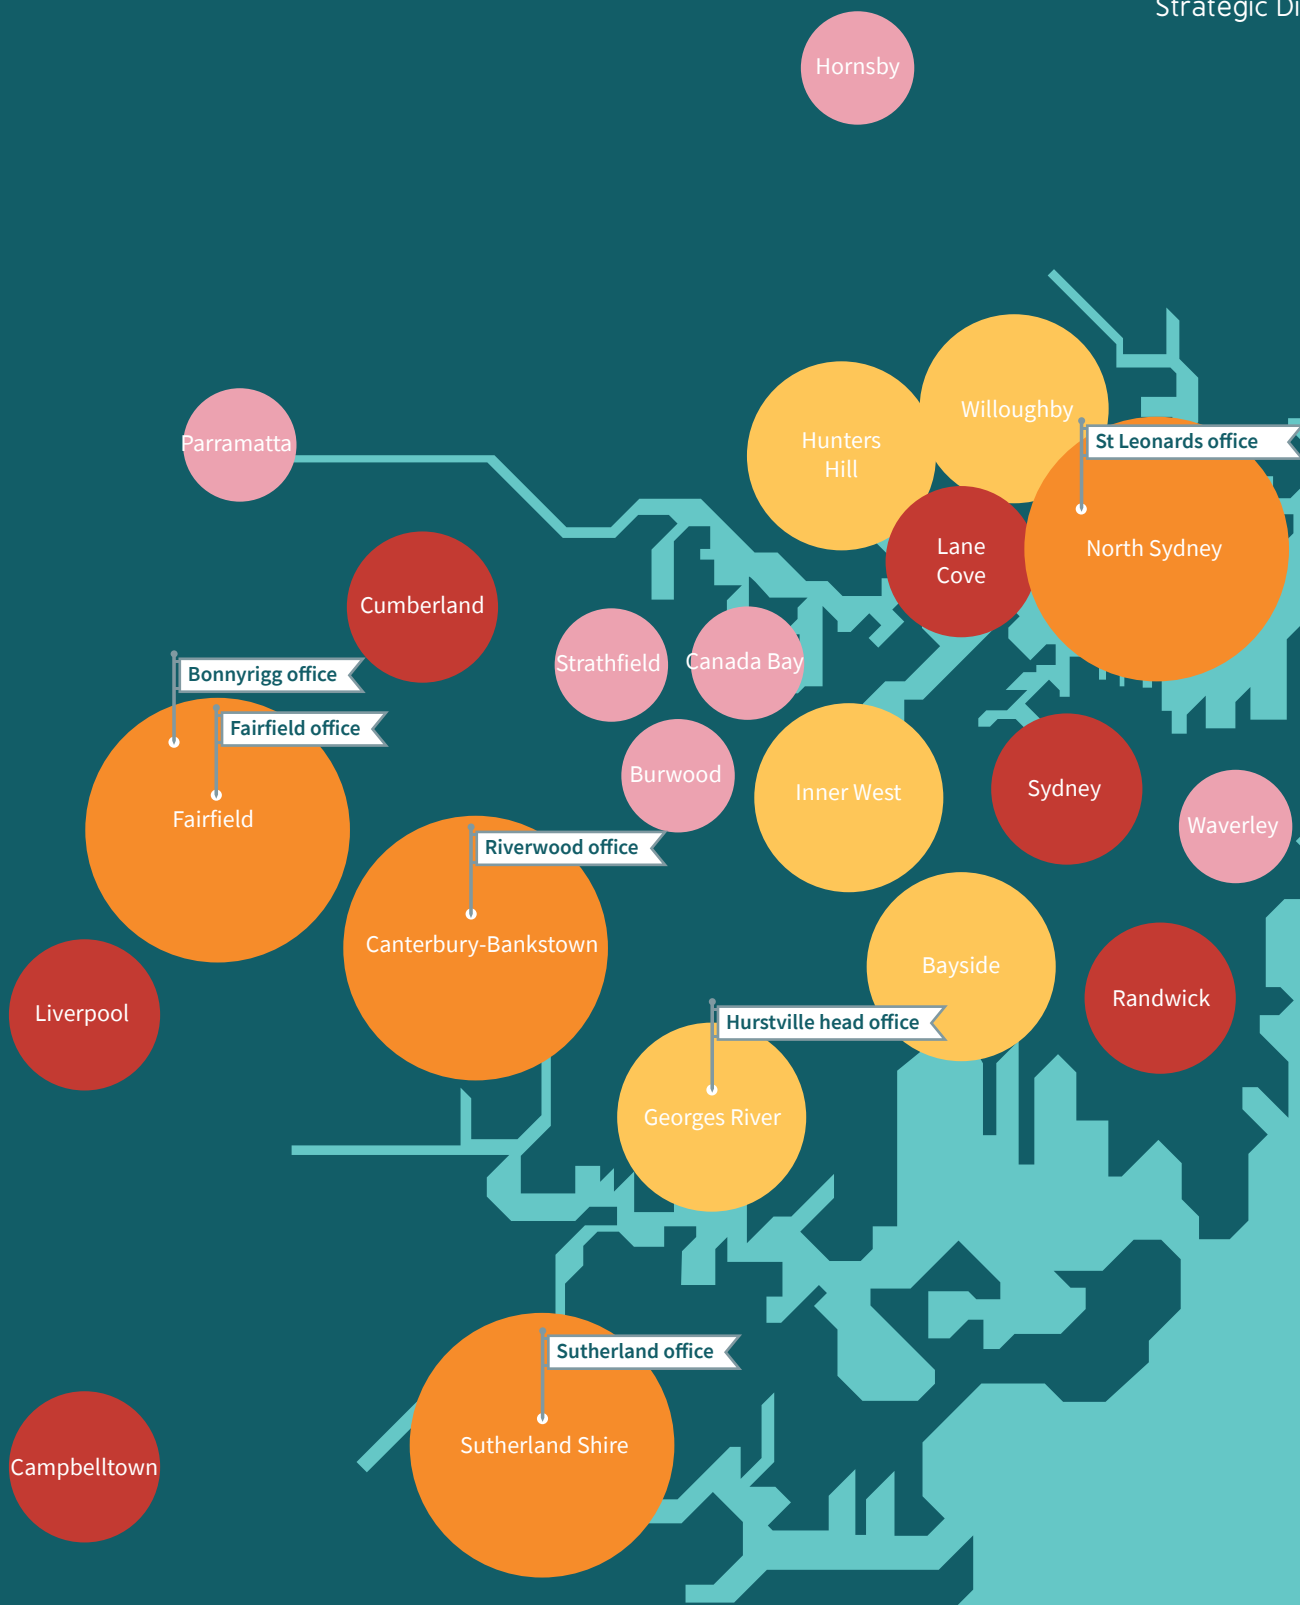 Strategic Di
Hornsby
Willoughby
Hunters
Hill
St Leonards office
Parramatta
Lane
Cove
North Sydney
Cumberland
Strathfield
Canada Bay
Bonnyrigg office
Fairfield office
Burwood
Inner West
Sydney
Fairfield
Waverley
Riverwood office
Canterbury-Bankstown
Bayside
Randwick
Liverpool
Hurstville head office
Georges River
Sutherland office
Sutherland Shire
Campbelltown